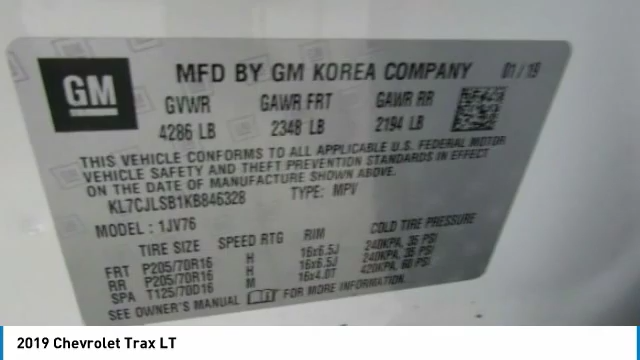 GM MFD BY GM KOREA COMPANY 01/19
GVWR GAWR FRT GAWR RR
4286 LB 2348 LB 2194 LB
THIS VEHICLE CONFORMS TO ALL APPLICABLE U.S. FEDERAL MOTOR
VEHICLE SAFETY AND THEFT PREVENTION STANDARDS IN EFFECT
ON THE DATE OF MANUFACTURE SHOWN ABOVE.
KL7CJLSB1KB846328 TYPE: MPV
MODEL: 1JV76
TIRE SIZE SPEED RTG RIM COLD TIRE PRESSURE
FRT P205/70R16 H 16x6.5J 240KPA, 35 PSI
RR P205/70R16 H 16x6.5J 240KPA, 35 PSI
SPA T125/70D16 M 16x4.0T 420KPA, 60 PSI
SEE OWNER'S MANUAL FOR MORE INFORMATION.
2019 Chevrolet Trax LT